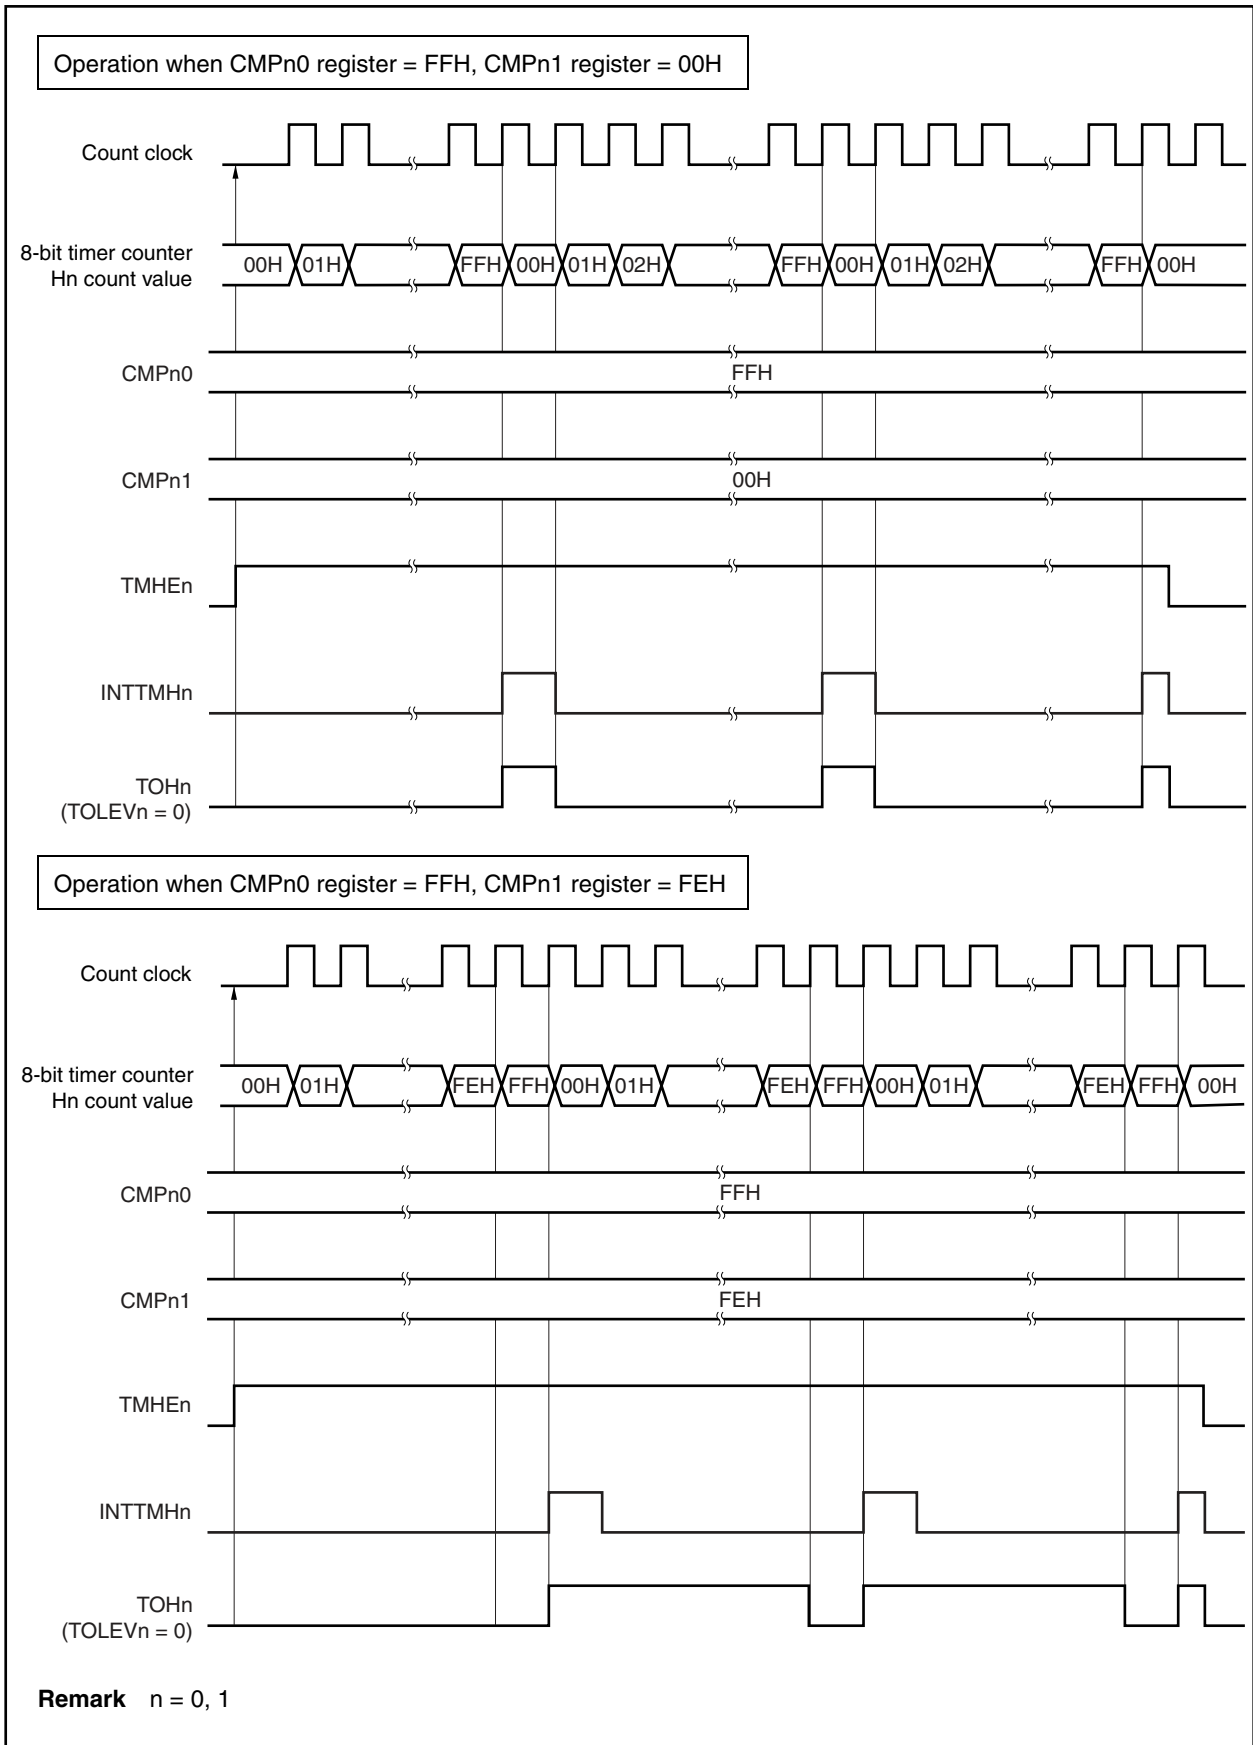 Operation when CMPn0 register = FFH, CMPn1 register = 00H
Count clock
8-bit timer counter
Hn count value
00H 01H FFH 00H 01H 02H FFH 00H 01H 02H FFH 00H
CMPn0
FFH
CMPn1
00H
TMHEn
INTTMHn
TOHn
(TOLEVn = 0)
Operation when CMPn0 register = FFH, CMPn1 register = FEH
Count clock
8-bit timer counter
Hn count value
00H 01H FEH FFH 00H 01H FEH FFH 00H 01H FEH FFH 00H
CMPn0
FFH
CMPn1
FEH
TMHEn
INTTMHn
TOHn
(TOLEVn = 0)
Remark n = 0, 1